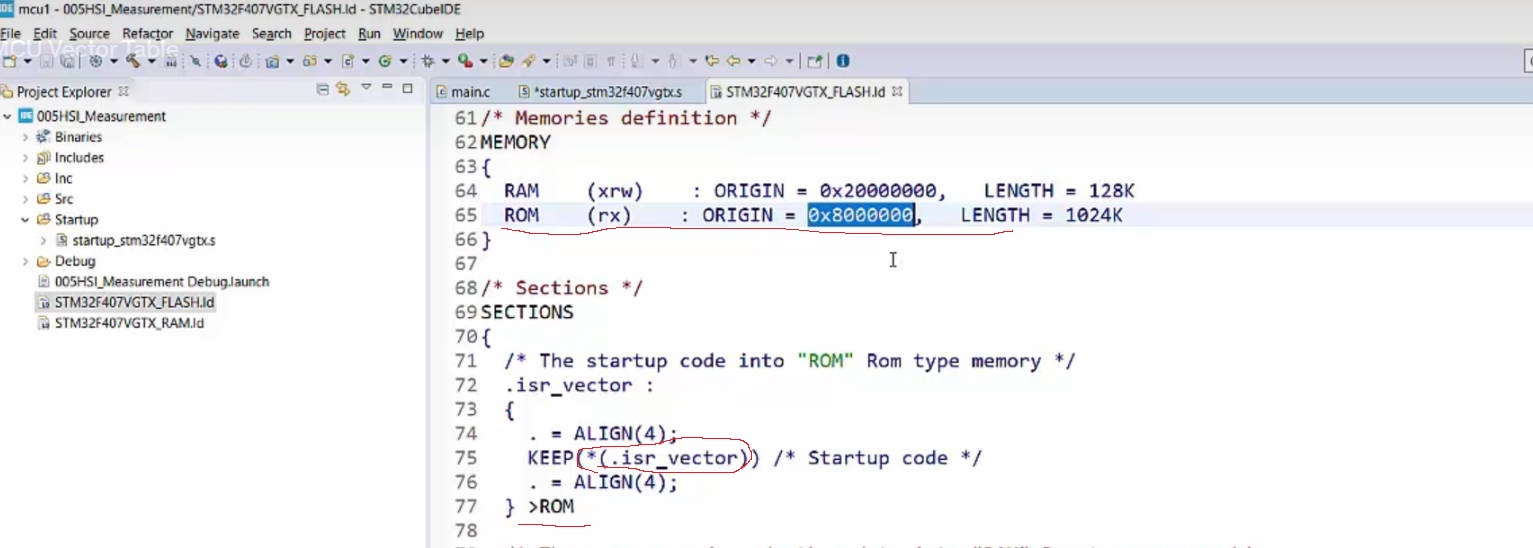 mcu1 - 005HSI_Measurement/STM32F407VGTX_FLASH.ld - STM32CubeIDE
File Edit Source Refactor Navigate Search Project Run Window Help
MCU Vector Table
Project Explorer
main.c *startup_stm32f407vgtx.s STM32F407VGTX_FLASH.ld
005HSI_Measurement
Binaries
Includes
Inc
Src
Startup
startup_stm32f407vgtx.s
Debug
005HSI_Measurement Debug.launch
STM32F407VGTX_FLASH.ld
STM32F407VGTX_RAM.ld
61 /* Memories definition */
62 MEMORY
63 {
64 RAM (xrw) : ORIGIN = 0x20000000, LENGTH = 128K
65 ROM (rx) : ORIGIN = 0x8000000, LENGTH = 1024K
66 }
67
68 /* Sections */
69 SECTIONS
70 {
71 /* The startup code into "ROM" Rom type memory */
72 .isr_vector :
73 {
74 . = ALIGN(4);
75 KEEP(*(.isr_vector)) /* Startup code */
76 . = ALIGN(4);
77 } >ROM
78